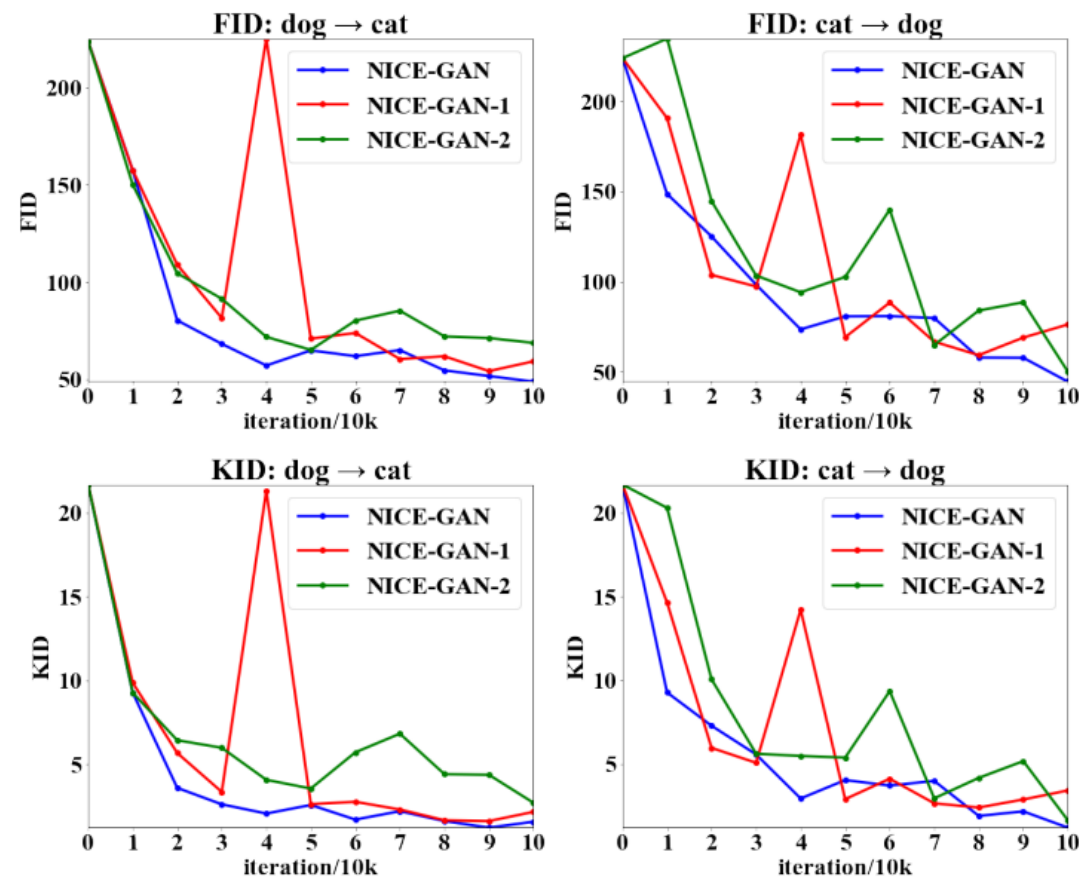 FID: dog → cat
200
150
100
50
FID
NICE-GAN
NICE-GAN-1
NICE-GAN-2
0 1 2 3 4 5 6 7 8 9 10
iteration/10k
FID: cat → dog
200
150
100
50
FID
NICE-GAN
NICE-GAN-1
NICE-GAN-2
0 1 2 3 4 5 6 7 8 9 10
iteration/10k
KID: dog → cat
20
15
10
5
KID
NICE-GAN
NICE-GAN-1
NICE-GAN-2
0 1 2 3 4 5 6 7 8 9 10
iteration/10k
KID: cat → dog
20
15
10
5
KID
NICE-GAN
NICE-GAN-1
NICE-GAN-2
0 1 2 3 4 5 6 7 8 9 10
iteration/10k